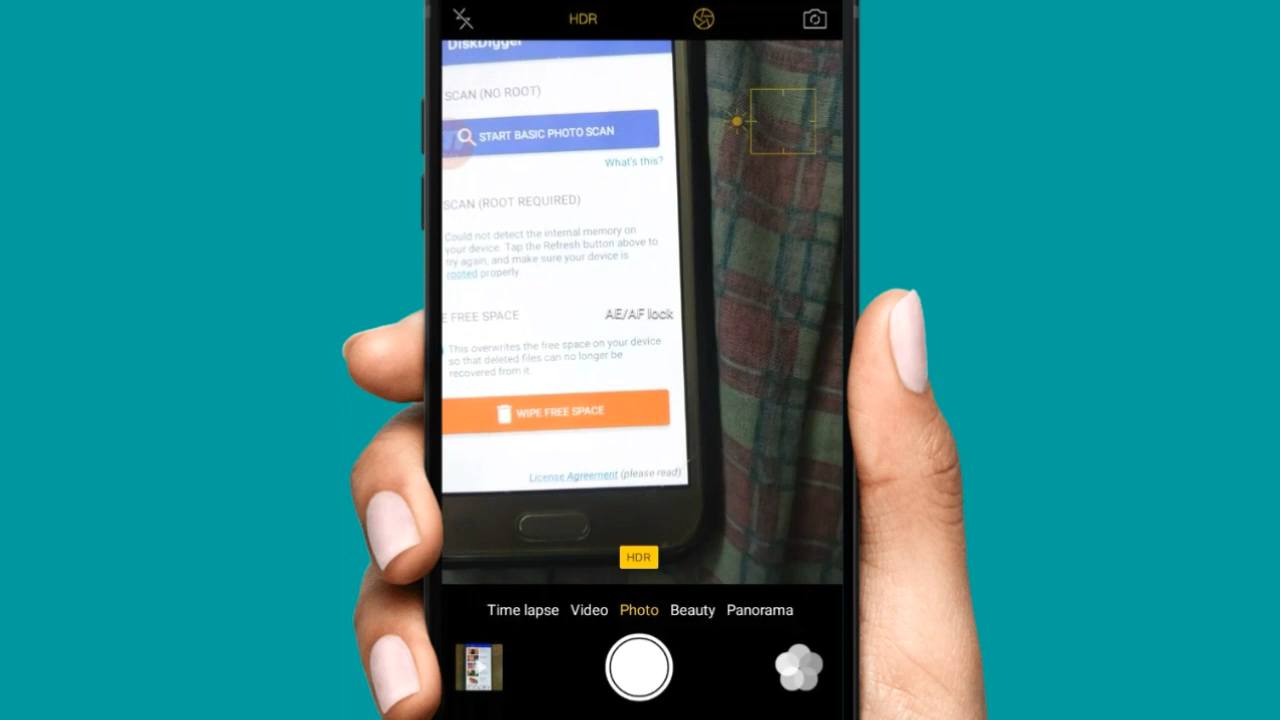 HDR
DiskDigger
SCAN (NO ROOT)
START BASIC PHOTO SCAN
What's this?
SCAN (ROOT REQUIRED)
Could not detect the internal memory on
your device. Tap the Refresh button above to
try again, and make sure your device is
rooted properly.
E FREE SPACE
AE/AF lock
This overwrites the free space on your device
so that deleted files can no longer be
recovered from it.
WIPE FREE SPACE
License Agreement (please read)
HDR
Time lapse Video Photo Beauty Panorama